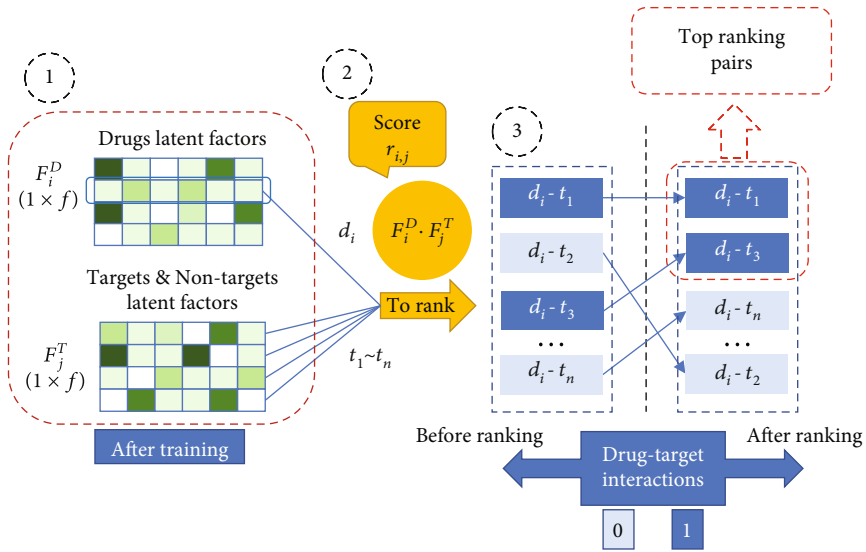 1
Drugs latent factors
F_i^D
(1 × f)
Targets & Non-targets
latent factors
F_j^T
(1 × f)
After training
2
Score
r_{i,j}
d_i
F_i^D · F_j^T
To rank
t_1~t_n
3
d_i - t_1
d_i - t_2
d_i - t_3
...
d_i - t_n
Top ranking
pairs
d_i - t_1
d_i - t_3
d_i - t_n
...
d_i - t_2
Before ranking
Drug-target
interactions
After ranking
0
1